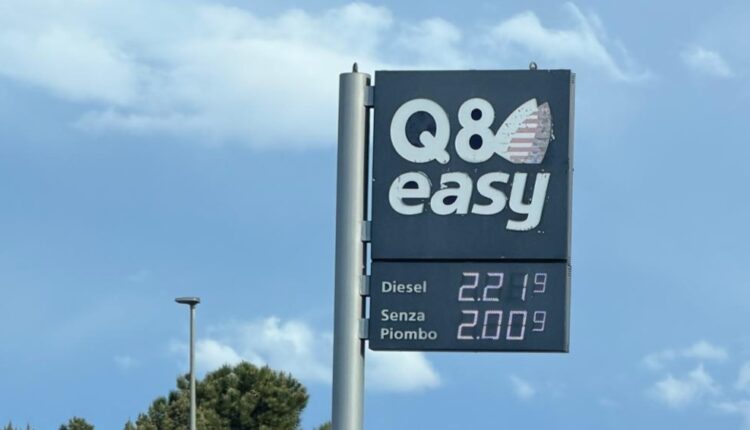 Q8
easy
Diesel 2.219
Senza
Piombo 2.009